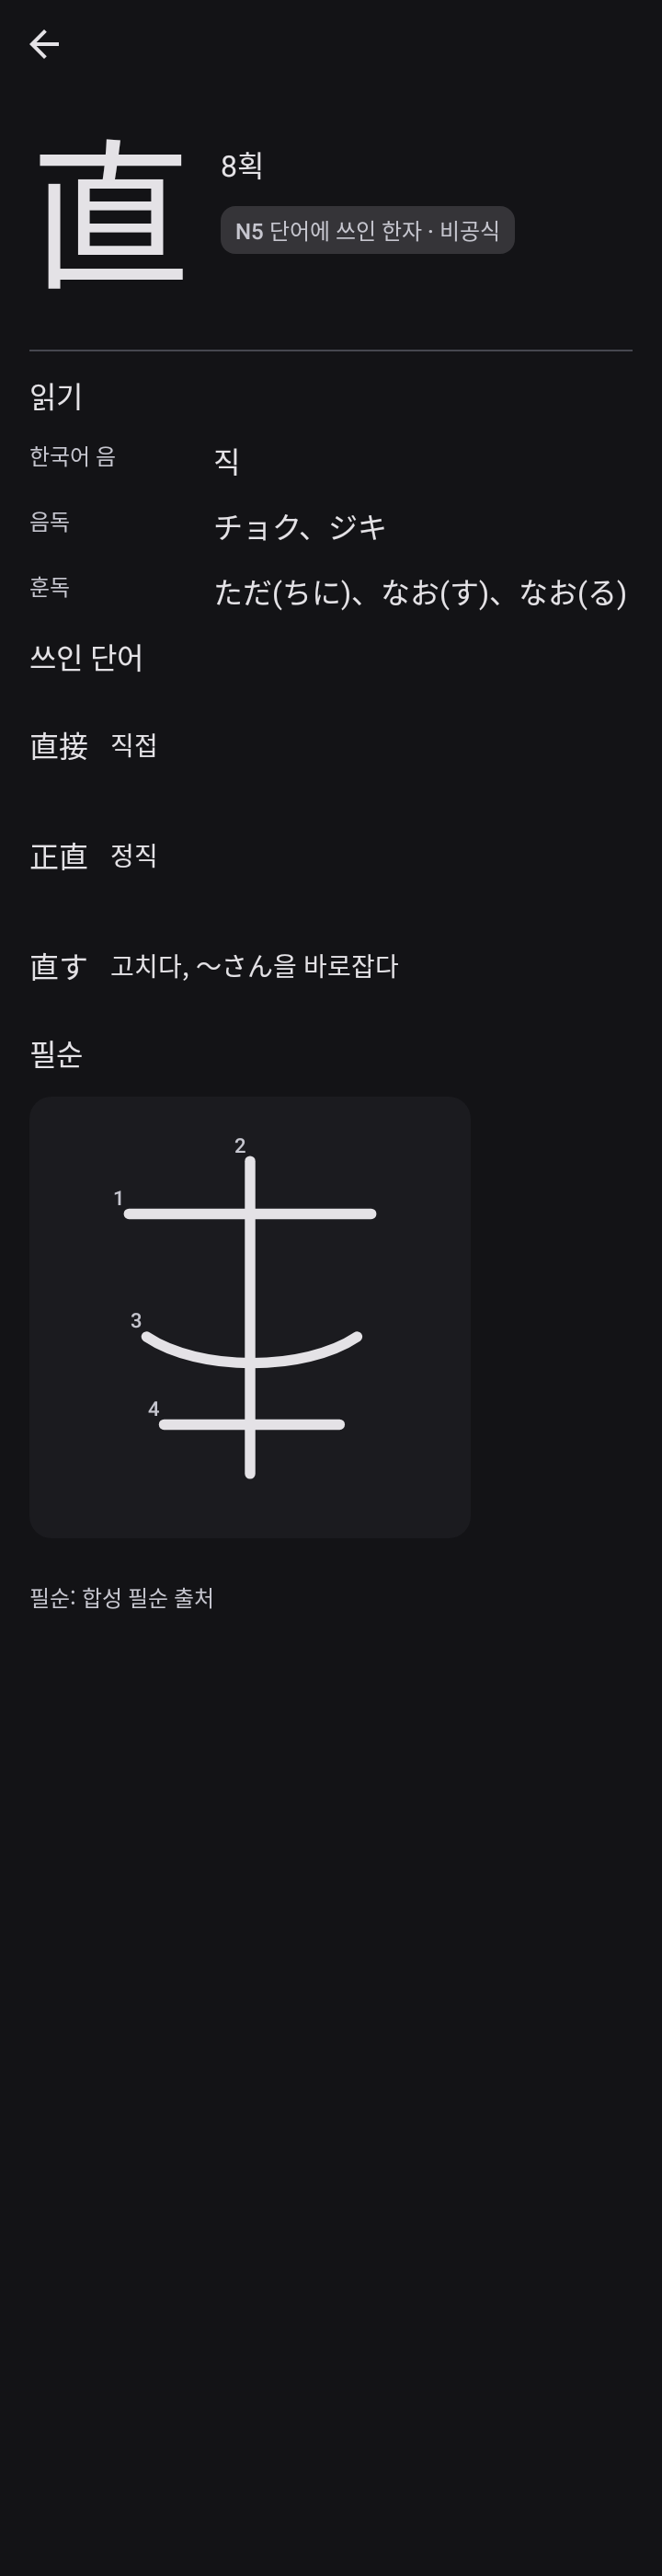 直
8획
N5 단어에 쓰인 한자 · 비공식
읽기
한국어 음 직
음독 チョク、ジキ
훈독 ただ(ちに)、なお(す)、なお(る)
쓰인 단어
直接 직접
正直 정직
直す 고치다, ～さん을 바로잡다
필순
2
1
3
4
필순: 합성 필순 출처